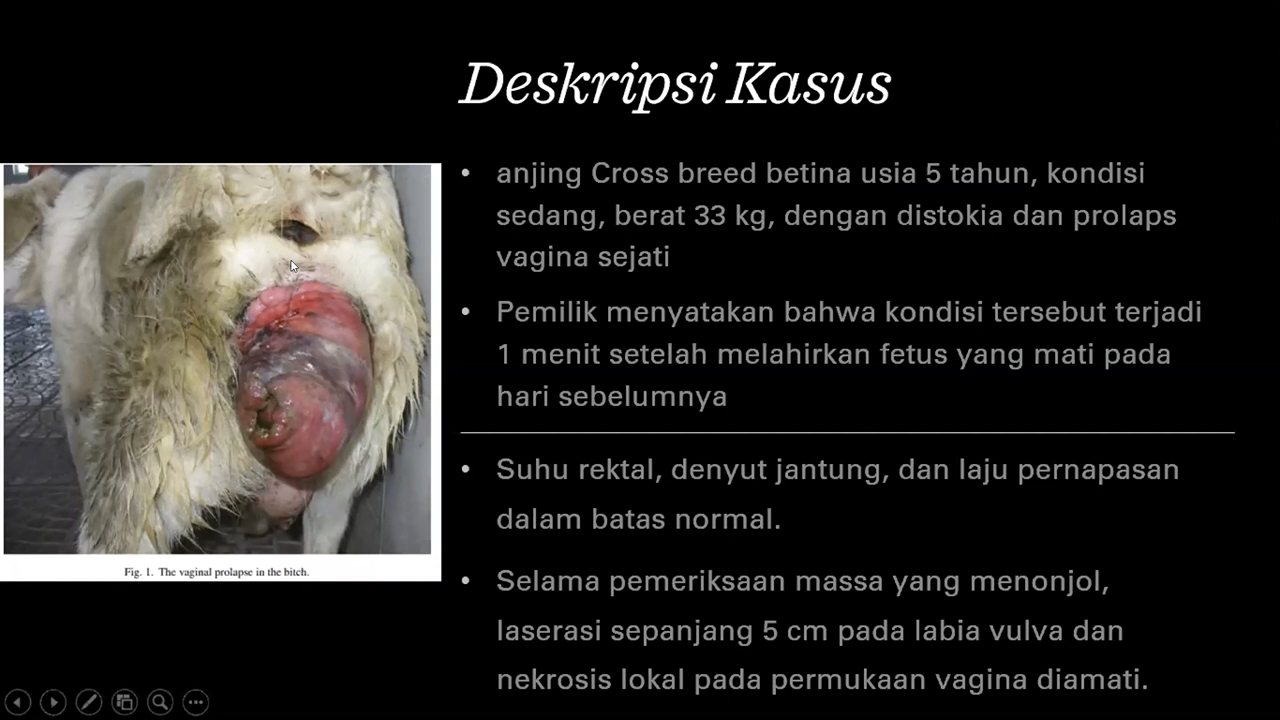 Deskripsi Kasus
• anjing Cross breed betina usia 5 tahun, kondisi
sedang, berat 33 kg, dengan distokia dan prolaps
vagina sejati
• Pemilik menyatakan bahwa kondisi tersebut terjadi
1 menit setelah melahirkan fetus yang mati pada
hari sebelumnya
• Suhu rektal, denyut jantung, dan laju pernapasan
dalam batas normal.
• Selama pemeriksaan massa yang menonjol,
laserasi sepanjang 5 cm pada labia vulva dan
nekrosis lokal pada permukaan vagina diamati.
Fig. 1. The vaginal prolapse in the bitch.